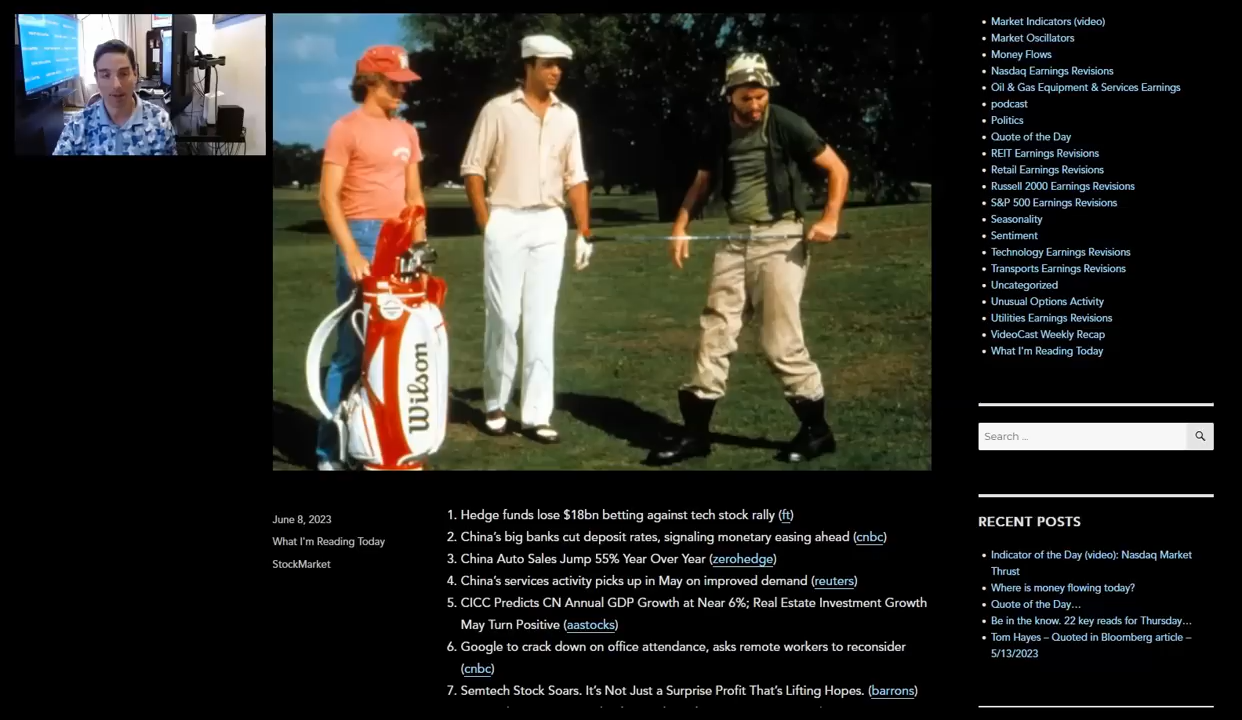 Wilson
June 8, 2023
What I'm Reading Today
StockMarket
1. Hedge funds lose $18bn betting against tech stock rally (ft)
2. China's big banks cut deposit rates, signaling monetary easing ahead (cnbc)
3. China Auto Sales Jump 55% Year Over Year (zerohedge)
4. China's services activity picks up in May on improved demand (reuters)
5. CICC Predicts CN Annual GDP Growth at Near 6%; Real Estate Investment Growth
May Turn Positive (aastocks)
6. Google to crack down on office attendance, asks remote workers to reconsider
(cnbc)
7. Semtech Stock Soars. It's Not Just a Surprise Profit That's Lifting Hopes. (barrons)
Market Indicators (video)
Market Oscillators
Money Flows
Nasdaq Earnings Revisions
Oil & Gas Equipment & Services Earnings
podcast
Politics
Quote of the Day
REIT Earnings Revisions
Retail Earnings Revisions
Russell 2000 Earnings Revisions
S&P 500 Earnings Revisions
Seasonality
Sentiment
Technology Earnings Revisions
Transports Earnings Revisions
Uncategorized
Unusual Options Activity
Utilities Earnings Revisions
VideoCast Weekly Recap
What I'm Reading Today
Search ...
RECENT POSTS
Indicator of the Day (video): Nasdaq Market
Thrust
Where is money flowing today?
Quote of the Day...
Be in the know. 22 key reads for Thursday...
Tom Hayes – Quoted in Bloomberg article –
5/13/2023